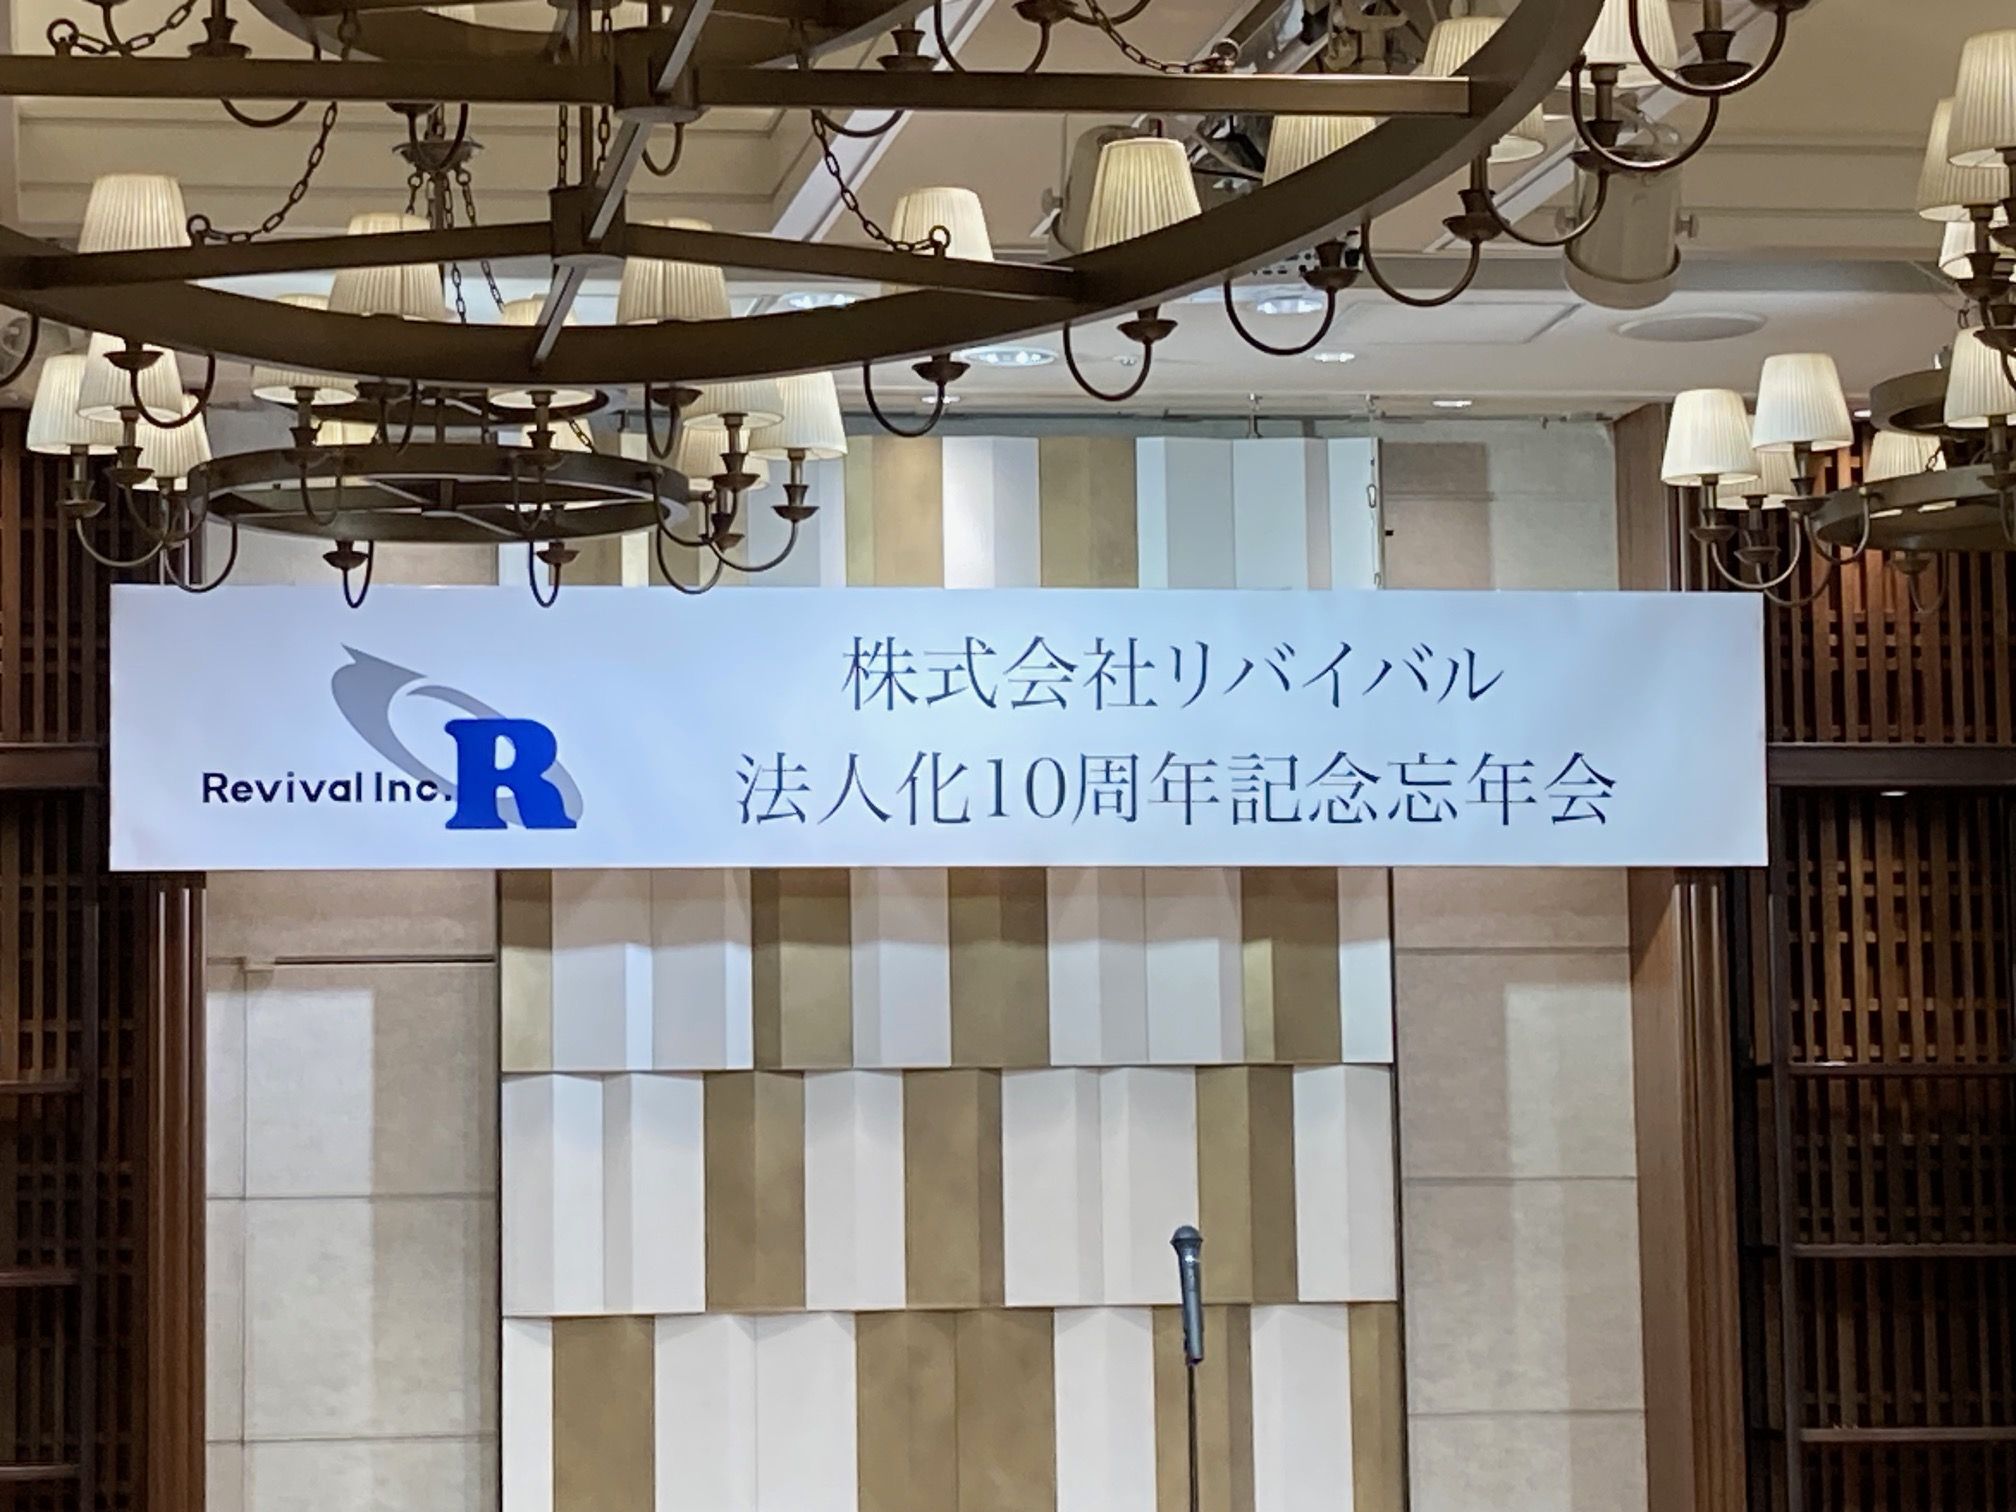 株式会社リバイバル
法人化10周年記念忘年会
Revival Inc.
R